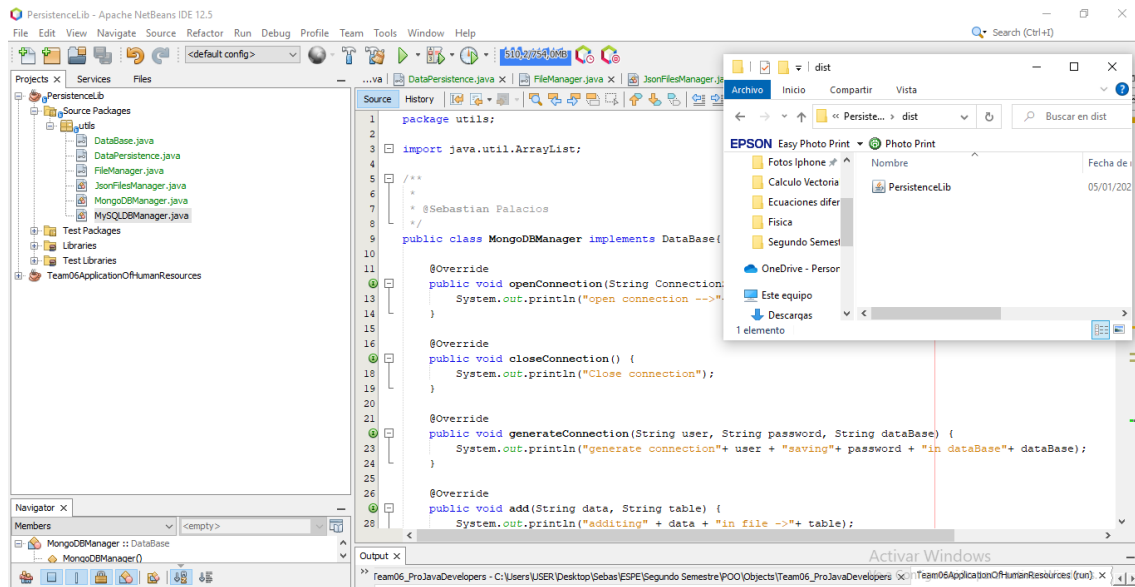 PersistenceLib - Apache NetBeans IDE 12.5
File Edit View Navigate Source Refactor Run Debug Profile Team Tools Window Help
Search (Ctrl+I)
<default config>
510,2/754,0MB
Projects Services Files
PersistenceLib
Source Packages
utils
DataBase.java
DataPersistence.java
FileManager.java
JsonFilesManager.java
MongoDBManager.java
MySQLDBManager.java
Test Packages
Libraries
Test Libraries
Team06ApplicationOfHumanResources
...va DataPersistence.java FileManager.java JsonFilesManager.ja
Source History
1 package utils;
2
3 import java.util.ArrayList;
4
5 /**
6 *
7 * @Sebastian Palacios
8 */
9 public class MongoDBManager implements DataBase{
10
11 @Override
public void openConnection(String Connection
13 System.out.println("open connection -->"
14 }
15
16 @Override
public void closeConnection() {
18 System.out.println("Close connection");
19 }
20
21 @Override
public void generateConnection(String user, String password, String dataBase) {
23 System.out.println("generate connection"+ user + "saving"+ password + "in dataBase"+ dataBase);
24 }
25
26 @Override
public void add(String data, String table) {
28 System.out.println("additing" + data + "in file ->"+ table);
dist
Archivo Inicio Compartir Vista
« Persiste... > dist
Buscar en dist
EPSON Easy Photo Print Photo Print
Fotos Iphone
Calculo Vectoria
Ecuaciones difer
Fisica
Segundo Semest
OneDrive - Person
Este equipo
Descargas
Nombre Fecha de
PersistenceLib 05/01/202
1 elemento
Navigator
Members <empty>
MongoDBManager :: DataBase
MongoDBManager()
Output
Activar Windows
Team06_ProJavaDevelopers - C:\Users\USER\Desktop\Sebas\ESPE\Segundo Semestre\POO\Objects\Team06_ProJavaDevelopers Team06ApplicationOfHumanResources (run)